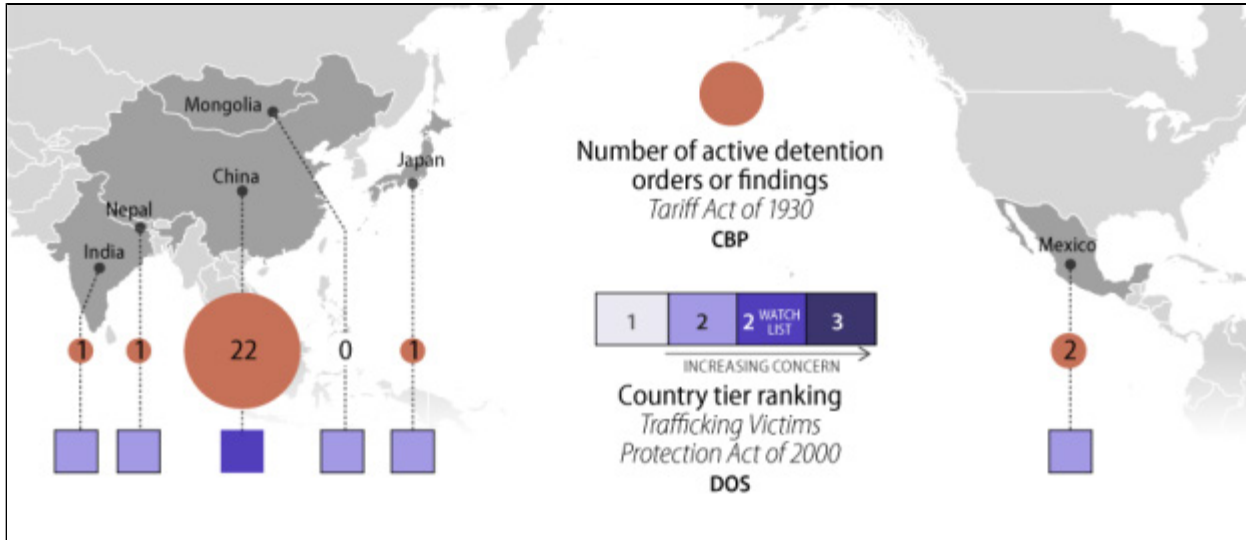 Mongolia
Japan
China
Nepal
India
Mexico
1
1
22
0
1
2
Number of active detention
orders or findings
Tariff Act of 1930
CBP
1
2
2 WATCH
LIST
3
INCREASING CONCERN
Country tier ranking
Trafficking Victims
Protection Act of 2000
DOS